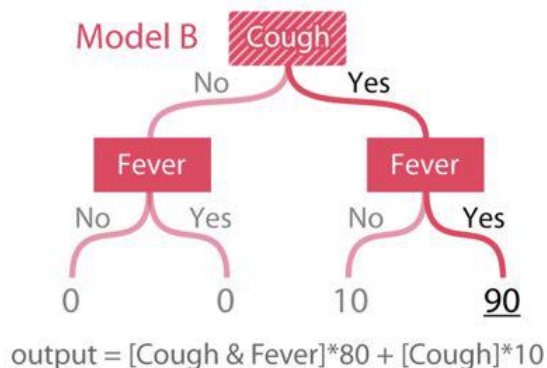 Model B
Cough
No Yes
Fever Fever
No Yes No Yes
0 0 10 90
output = [Cough & Fever]*80 + [Cough]*10